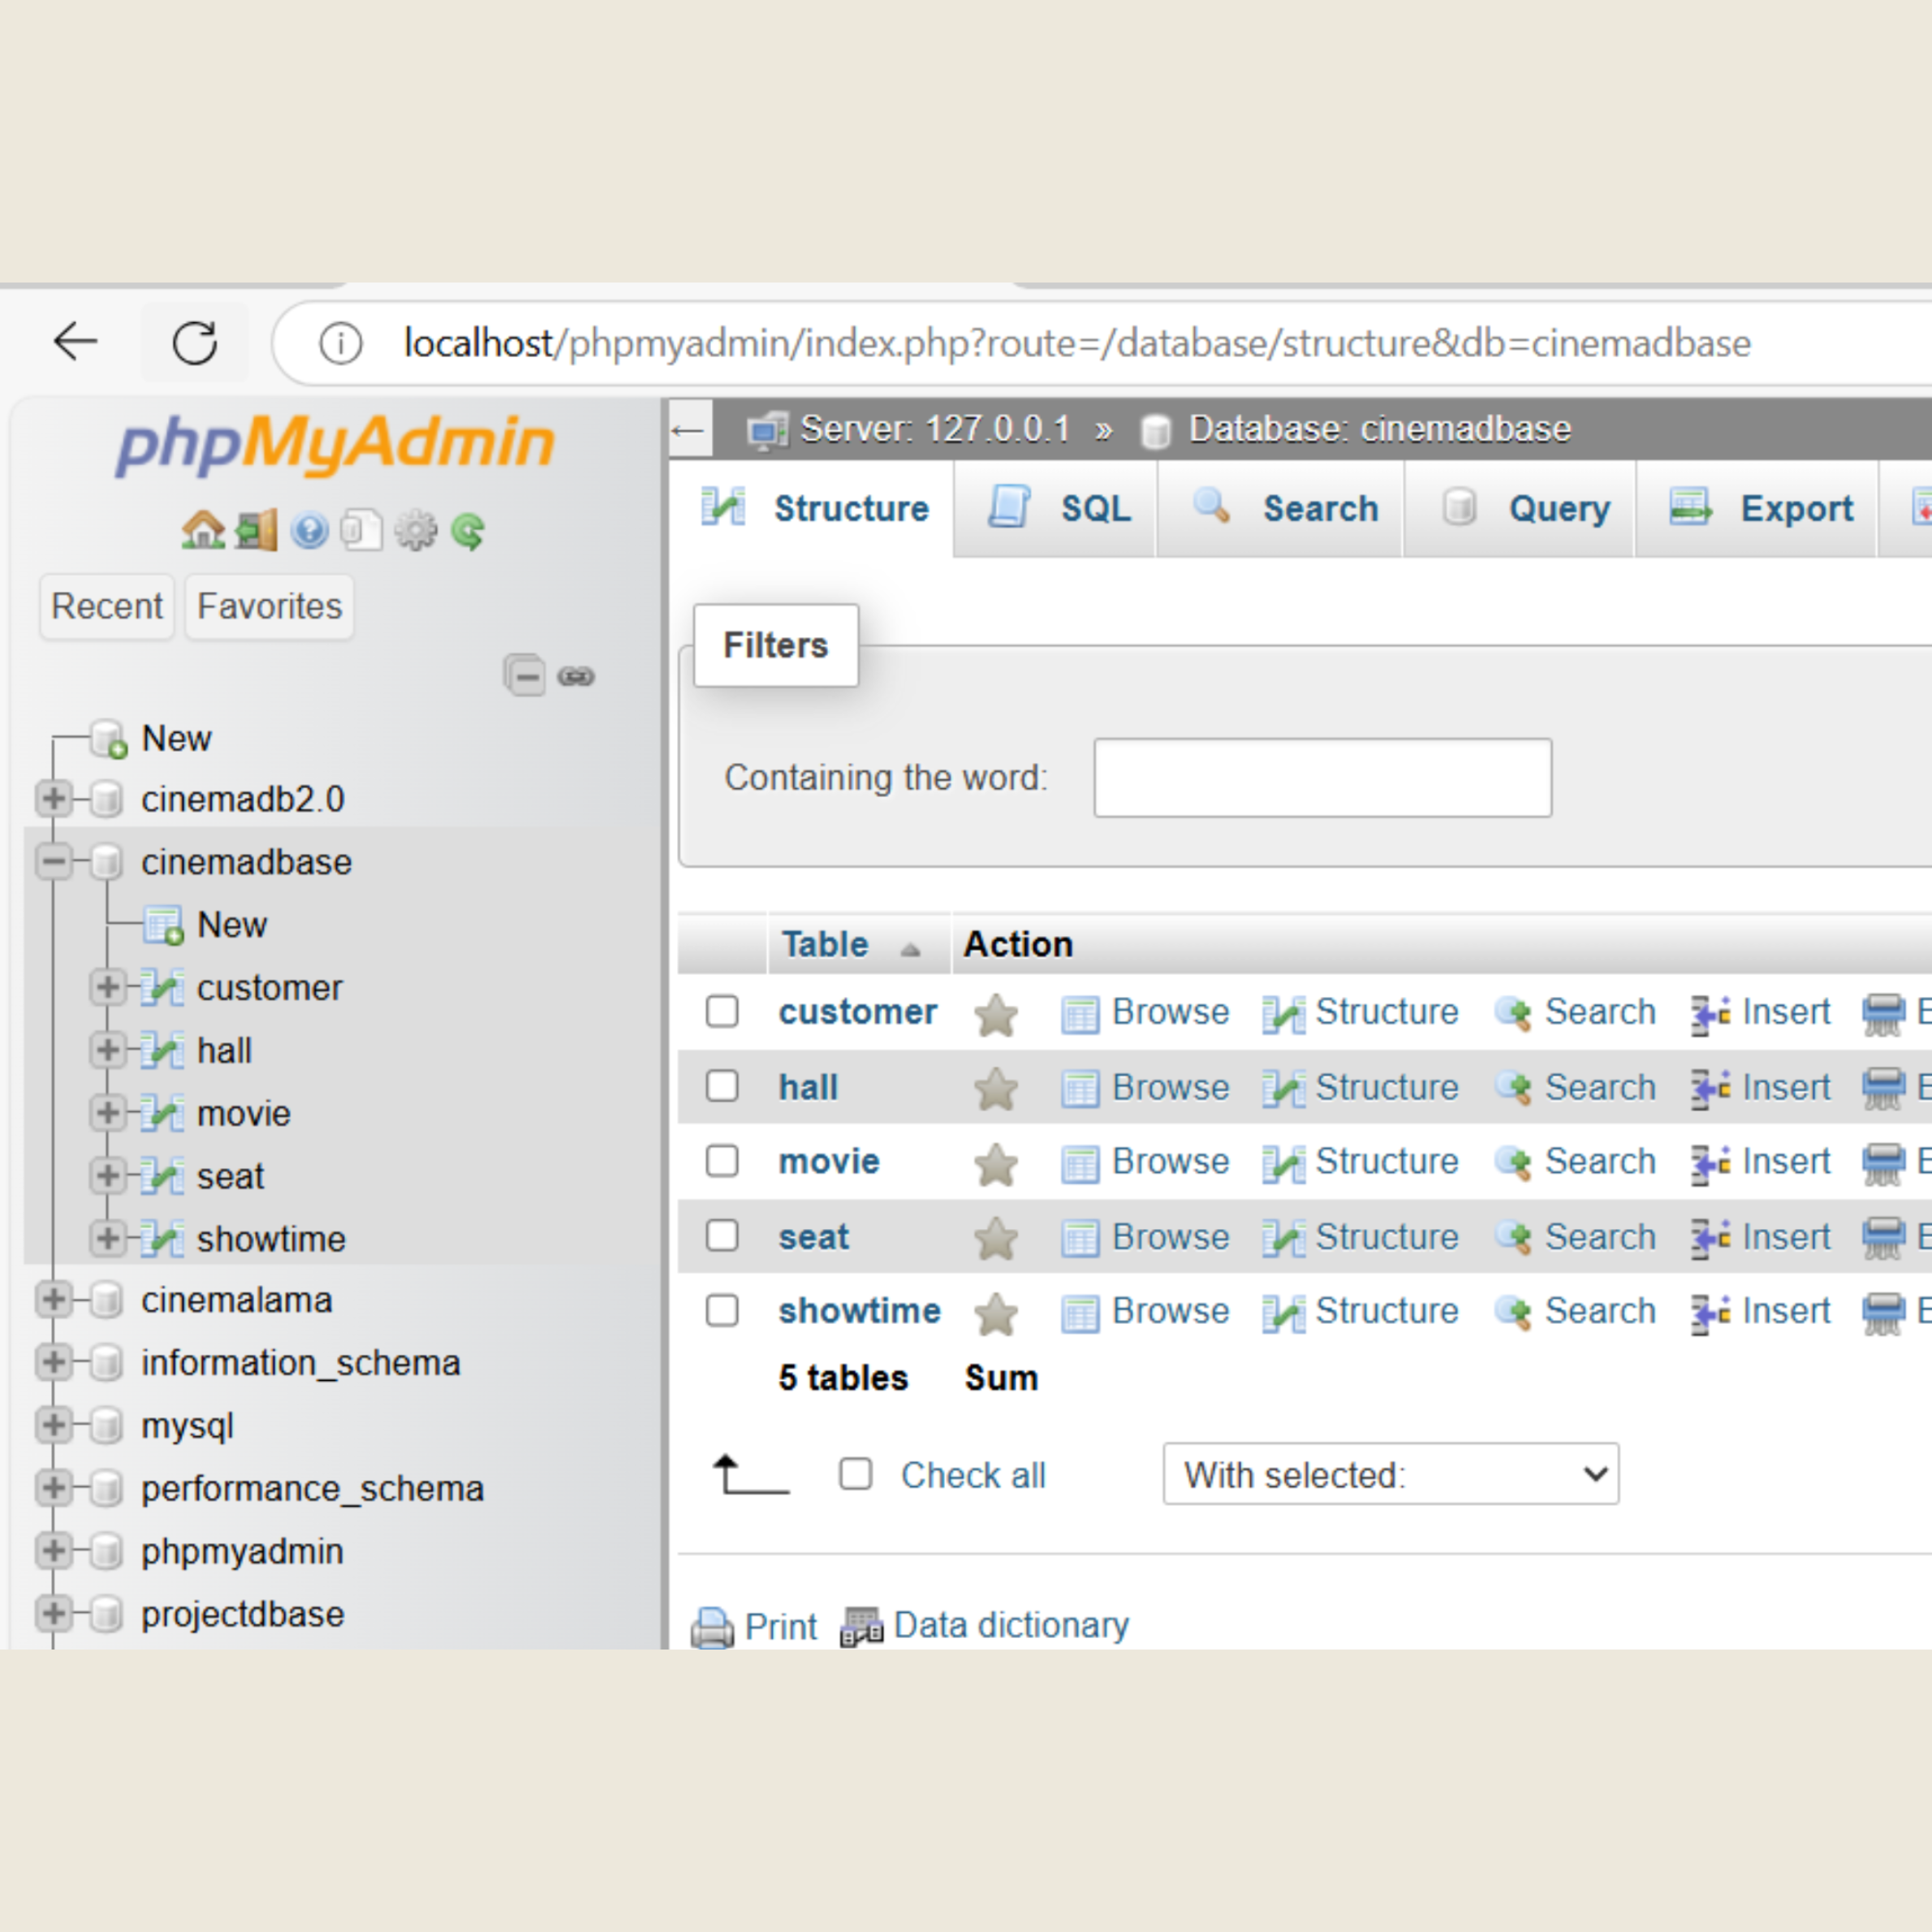 localhost/phpmyadmin/index.php?route=/database/structure&db=cinemadbase
phpMyAdmin
Recent Favorites
New
cinemadb2.0
cinemadbase
New
customer
hall
movie
seat
showtime
cinemalama
information_schema
mysql
performance_schema
phpmyadmin
projectdbase
Server: 127.0.0.1 » Database: cinemadbase
Structure SQL Search Query Export
Filters
Containing the word:
Table Action
customer Browse Structure Search Insert
hall Browse Structure Search Insert
movie Browse Structure Search Insert
seat Browse Structure Search Insert
showtime Browse Structure Search Insert
5 tables Sum
Check all With selected:
Print Data dictionary